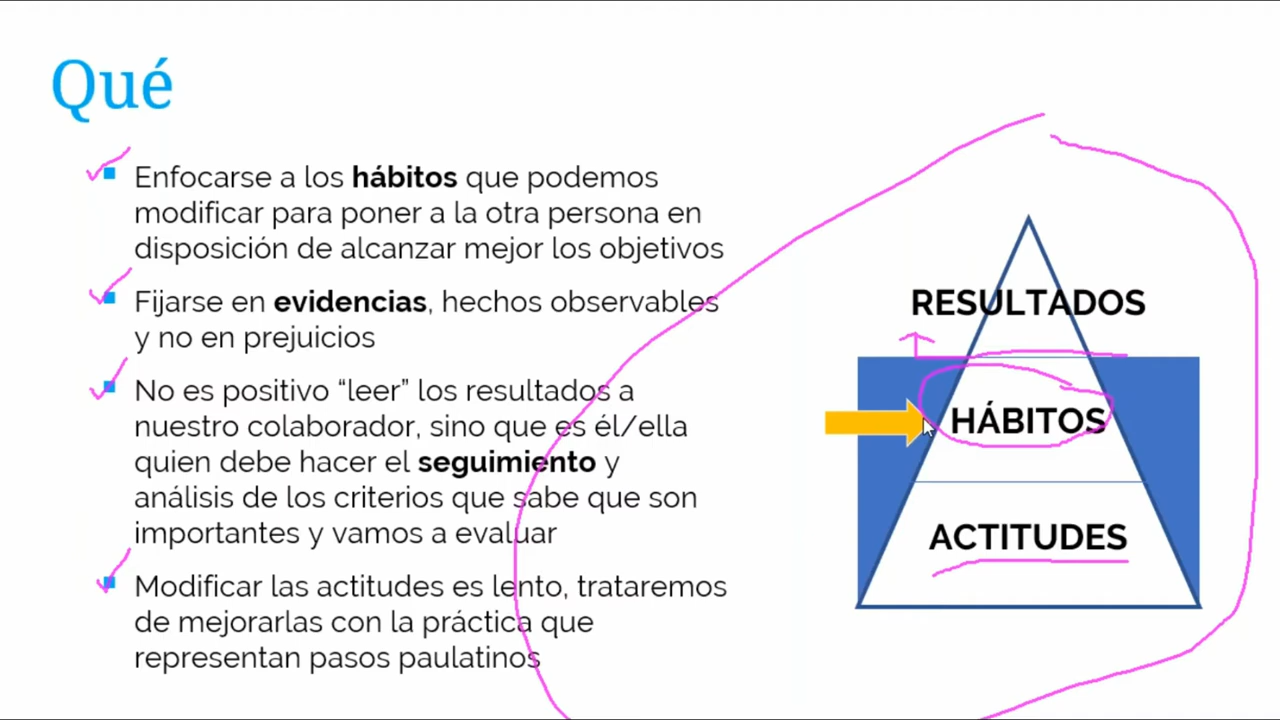 Qué
Enfocarse a los hábitos que podemos
modificar para poner a la otra persona en
disposición de alcanzar mejor los objetivos
Fijarse en evidencias, hechos observables
y no en prejuicios
No es positivo “leer” los resultados a
nuestro colaborador, sino que es él/ella
quien debe hacer el seguimiento y
análisis de los criterios que sabe que son
importantes y vamos a evaluar
Modificar las actitudes es lento, trataremos
de mejorarlas con la práctica que
representan pasos paulatinos
RESULTADOS
HÁBITOS
ACTITUDES